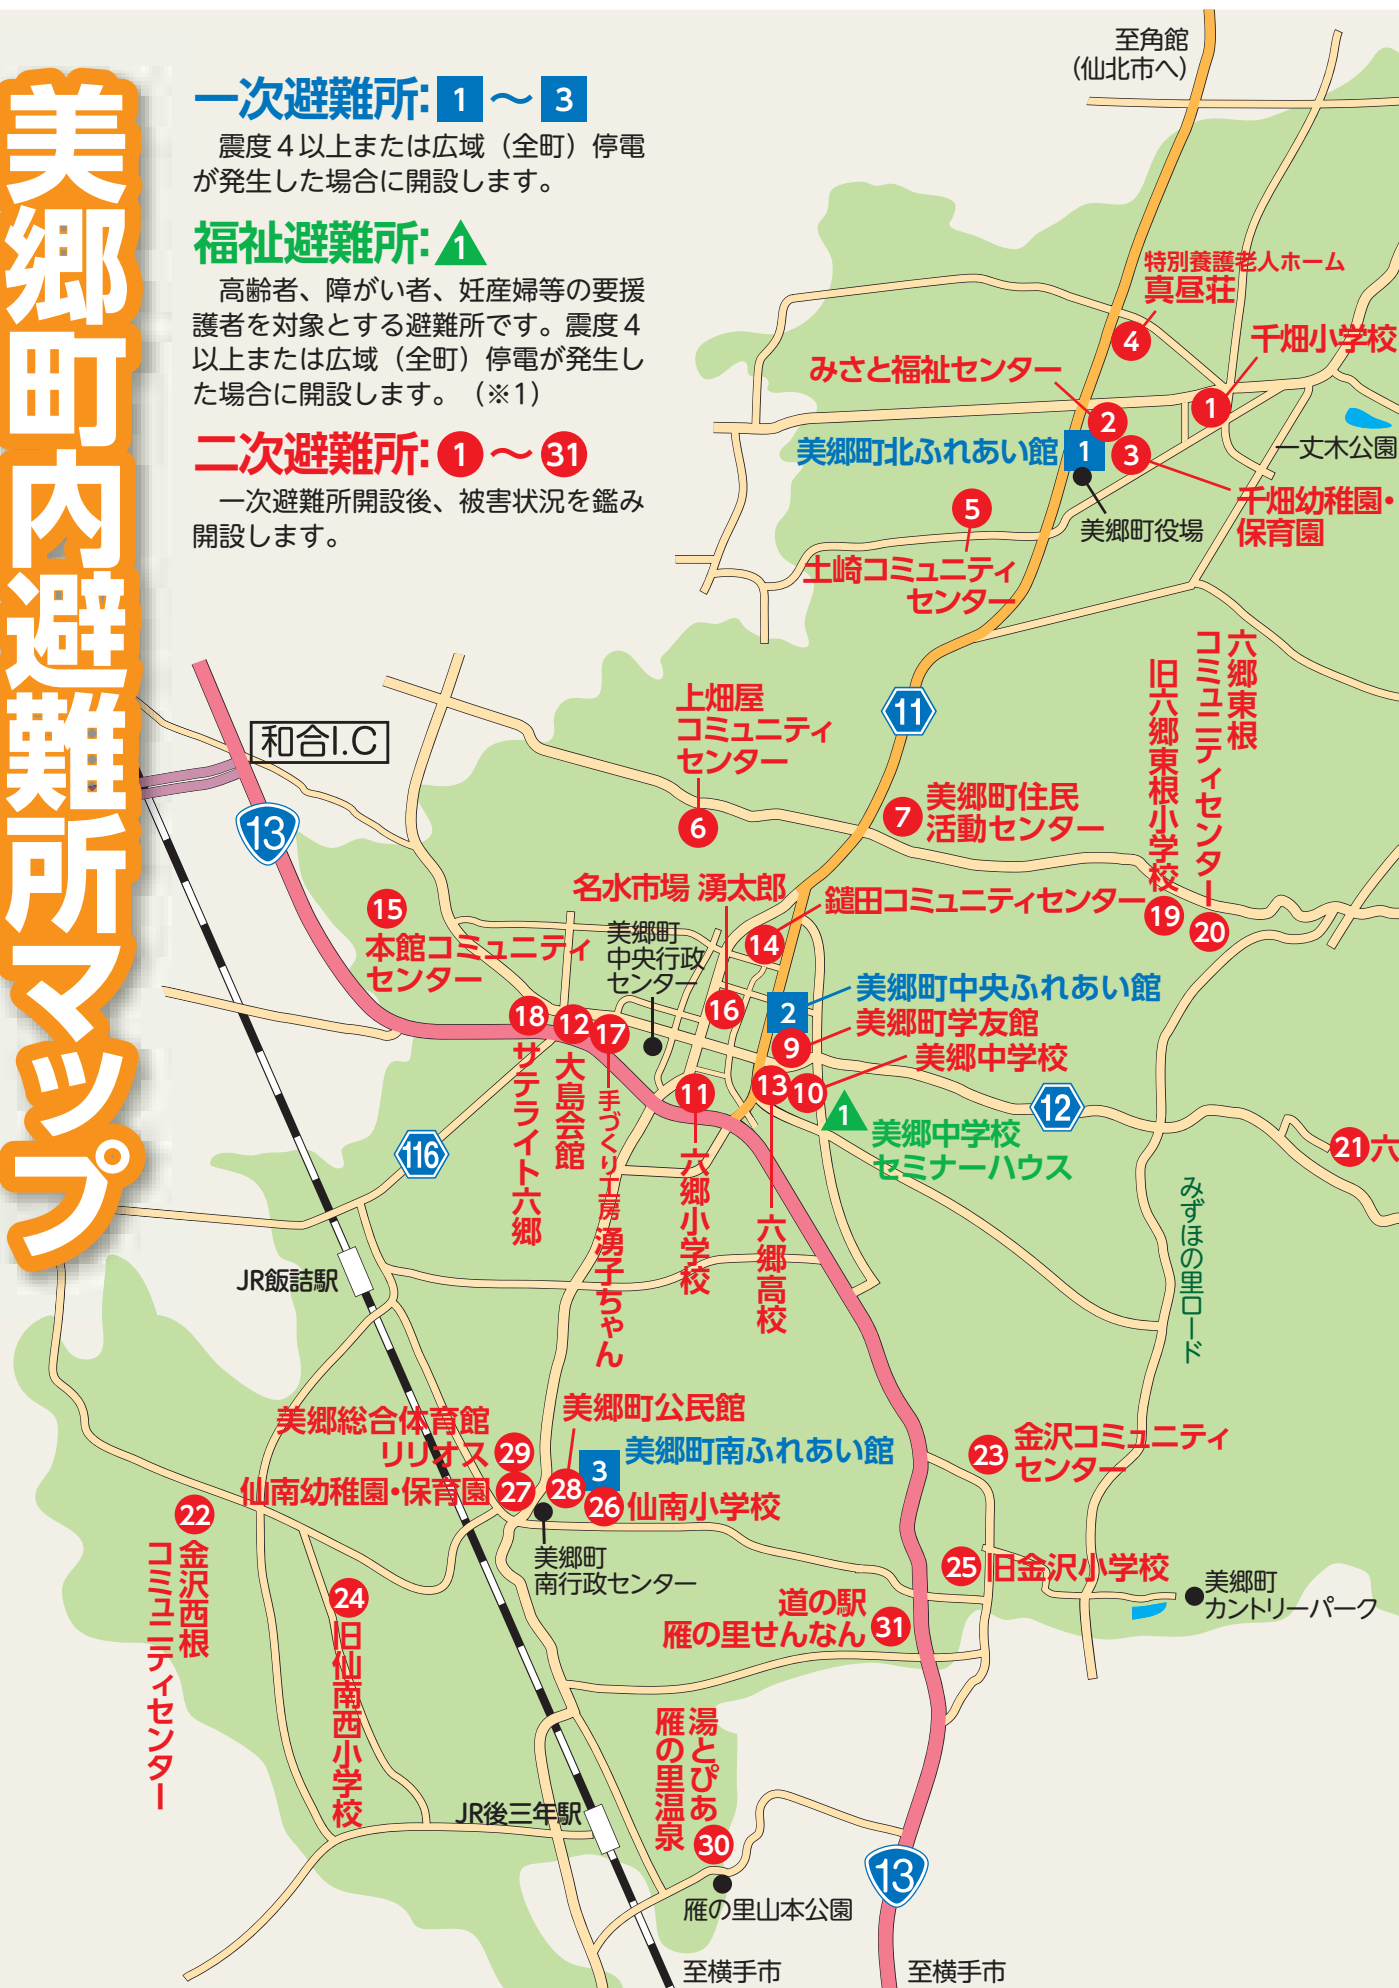 美郷町内避難所マップ
一次避難所：1～3
震度４以上または広域（全町）停電
が発生した場合に開設します。
福祉避難所：1
高齢者、障がい者、妊産婦等の要援
護者を対象とする避難所です。震度４
以上または広域（全町）停電が発生し
た場合に開設します。（※1）
二次避難所：1～31
一次避難所開設後、被害状況を鑑み
開設します。
至角館
（仙北市へ）
特別養護老人ホーム
真昼荘
4
千畑小学校
1
みさと福祉センター
2
美郷町北ふれあい館
1
3
一丈木公園
千畑幼稚園・
保育園
美郷町役場
5
土崎コミュニティ
センター
11
六郷東根
コミュニティセンター
20
旧六郷東根小学校
19
上畑屋
コミュニティ
センター
6
7
美郷町住民
活動センター
和合I.C
13
名水市場 湧太郎
16
鑓田コミュニティセンター
14
15
本館コミュニティ
センター
美郷町
中央行政
センター
2
美郷町中央ふれあい館
9
美郷町学友館
10
美郷中学校
1
美郷中学校
セミナーハウス
18
サテライト六郷
12
大島会館
17
手づくり工房 湧子ちゃん
11
六郷小学校
13
六郷高校
12
116
21
六
みずほの里ロード
JR飯詰駅
美郷総合体育館
リリオス
29
仙南幼稚園・保育園
27
美郷町公民館
28
3
美郷町南ふれあい館
26
仙南小学校
美郷町
南行政センター
23
金沢コミュニティ
センター
25
旧金沢小学校
美郷町
カントリーパーク
道の駅
雁の里せんなん
31
22
金沢西根
コミュニティセンター
24
旧仙南西小学校
湯とぴあ
雁の里温泉
30
JR後三年駅
13
雁の里山本公園
至横手市
至横手市